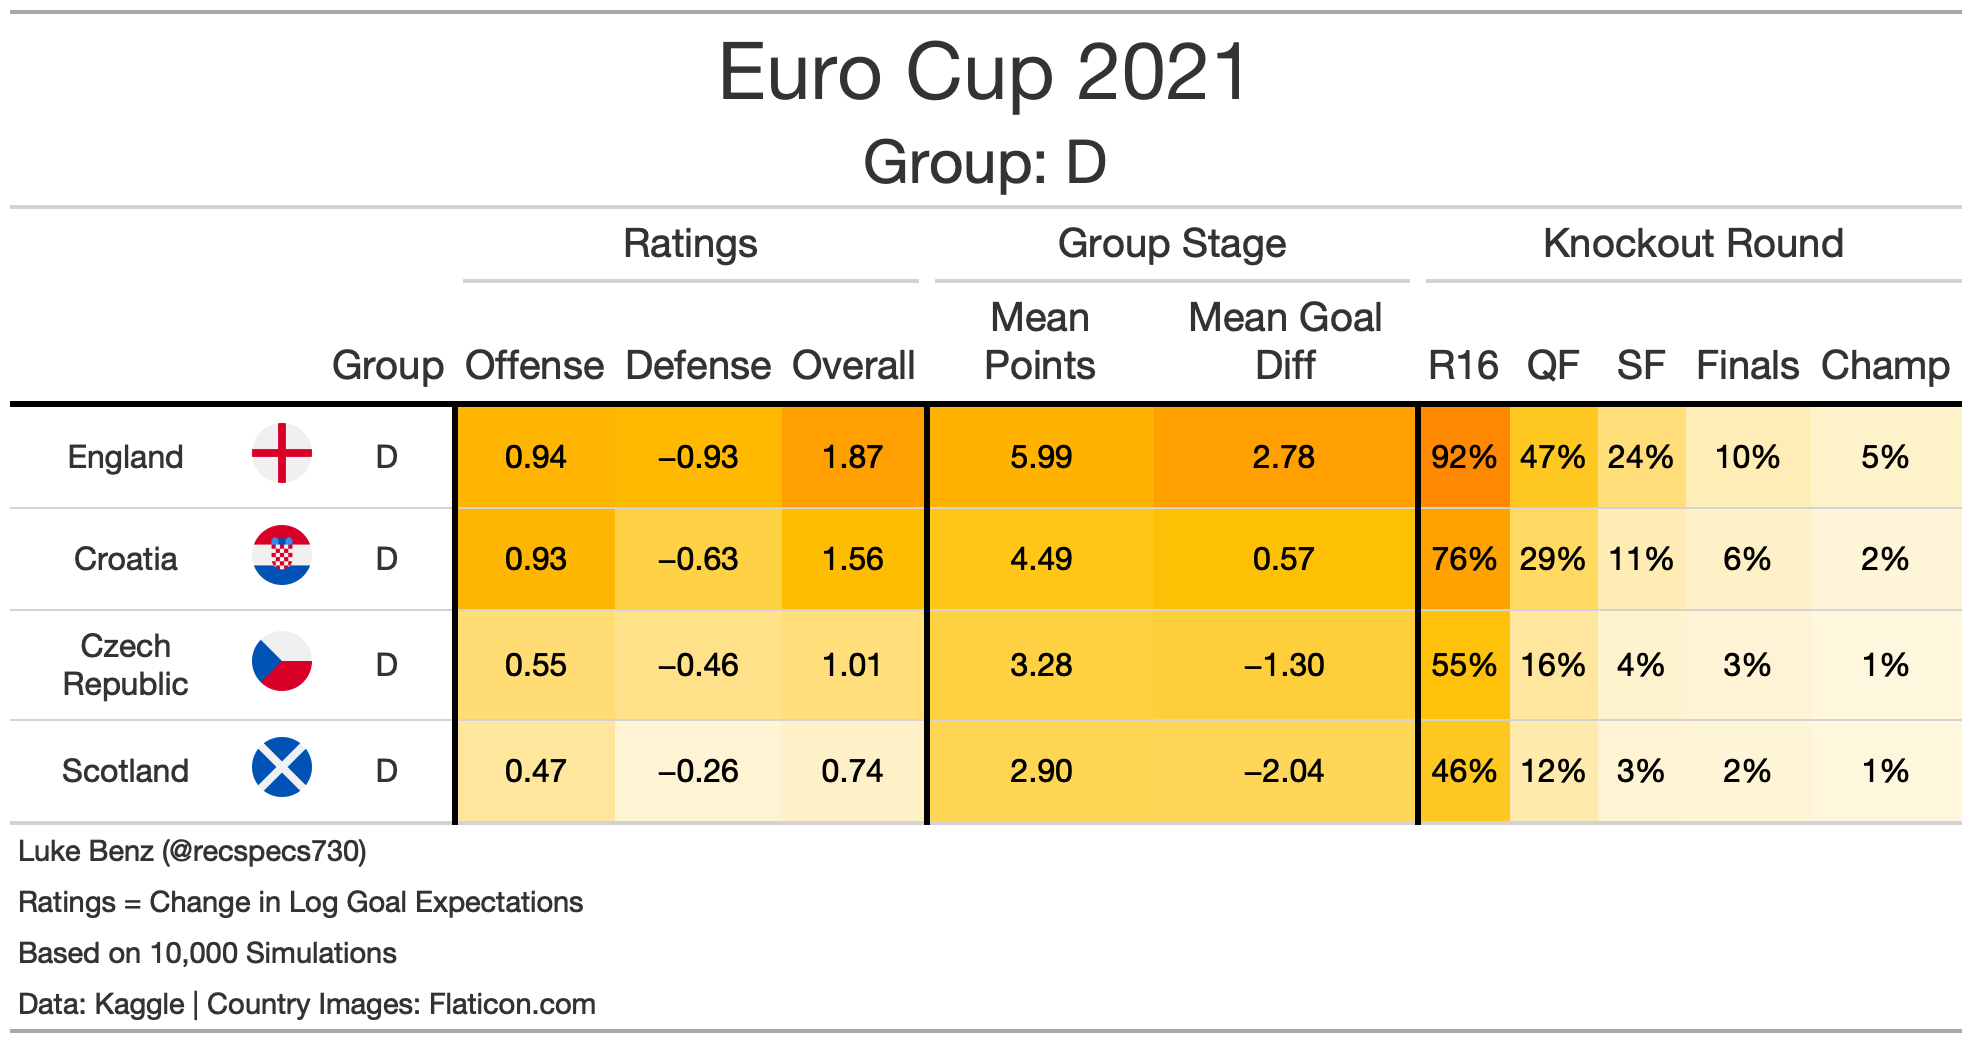 Euro Cup 2021
Group: D
Ratings Group Stage Knockout Round
Mean Mean Goal
Group Offense Defense Overall Points Diff R16 QF SF Finals Champ
England D 0.94 −0.93 1.87 5.99 2.78 92% 47% 24% 10% 5%
Croatia D 0.93 −0.63 1.56 4.49 0.57 76% 29% 11% 6% 2%
Czech
Republic D 0.55 −0.46 1.01 3.28 −1.30 55% 16% 4% 3% 1%
Scotland D 0.47 −0.26 0.74 2.90 −2.04 46% 12% 3% 2% 1%
Luke Benz (@recspecs730)
Ratings = Change in Log Goal Expectations
Based on 10,000 Simulations
Data: Kaggle | Country Images: Flaticon.com